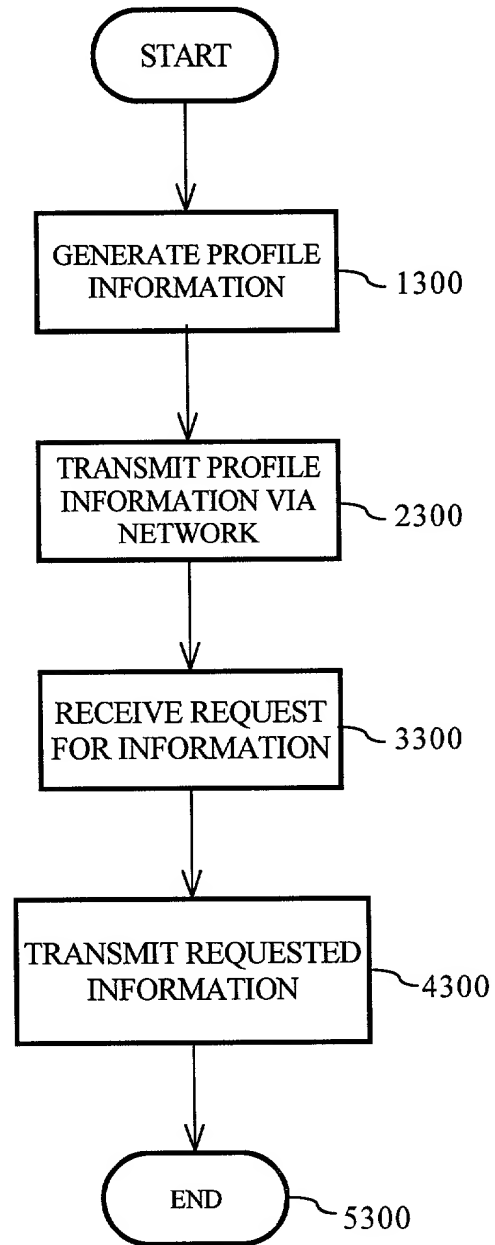 START
GENERATE PROFILE
INFORMATION
1300
TRANSMIT PROFILE
INFORMATION VIA
NETWORK
2300
RECEIVE REQUEST
FOR INFORMATION
3300
TRANSMIT REQUESTED
INFORMATION
4300
END
5300